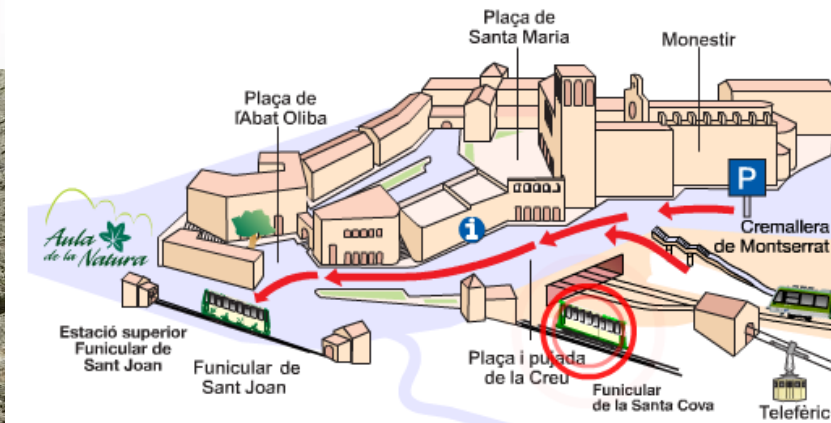 Plaça de
Santa Maria
Monestir
Plaça de
l'Abat Oliba
P
Aula
de la Natura
i
Cremallera
de Montserrat
Estació superior
Funicular de
Sant Joan
Funicular de
Sant Joan
Plaça i pujada
de la Creu
Funicular
de la Santa Cova
Telefèric